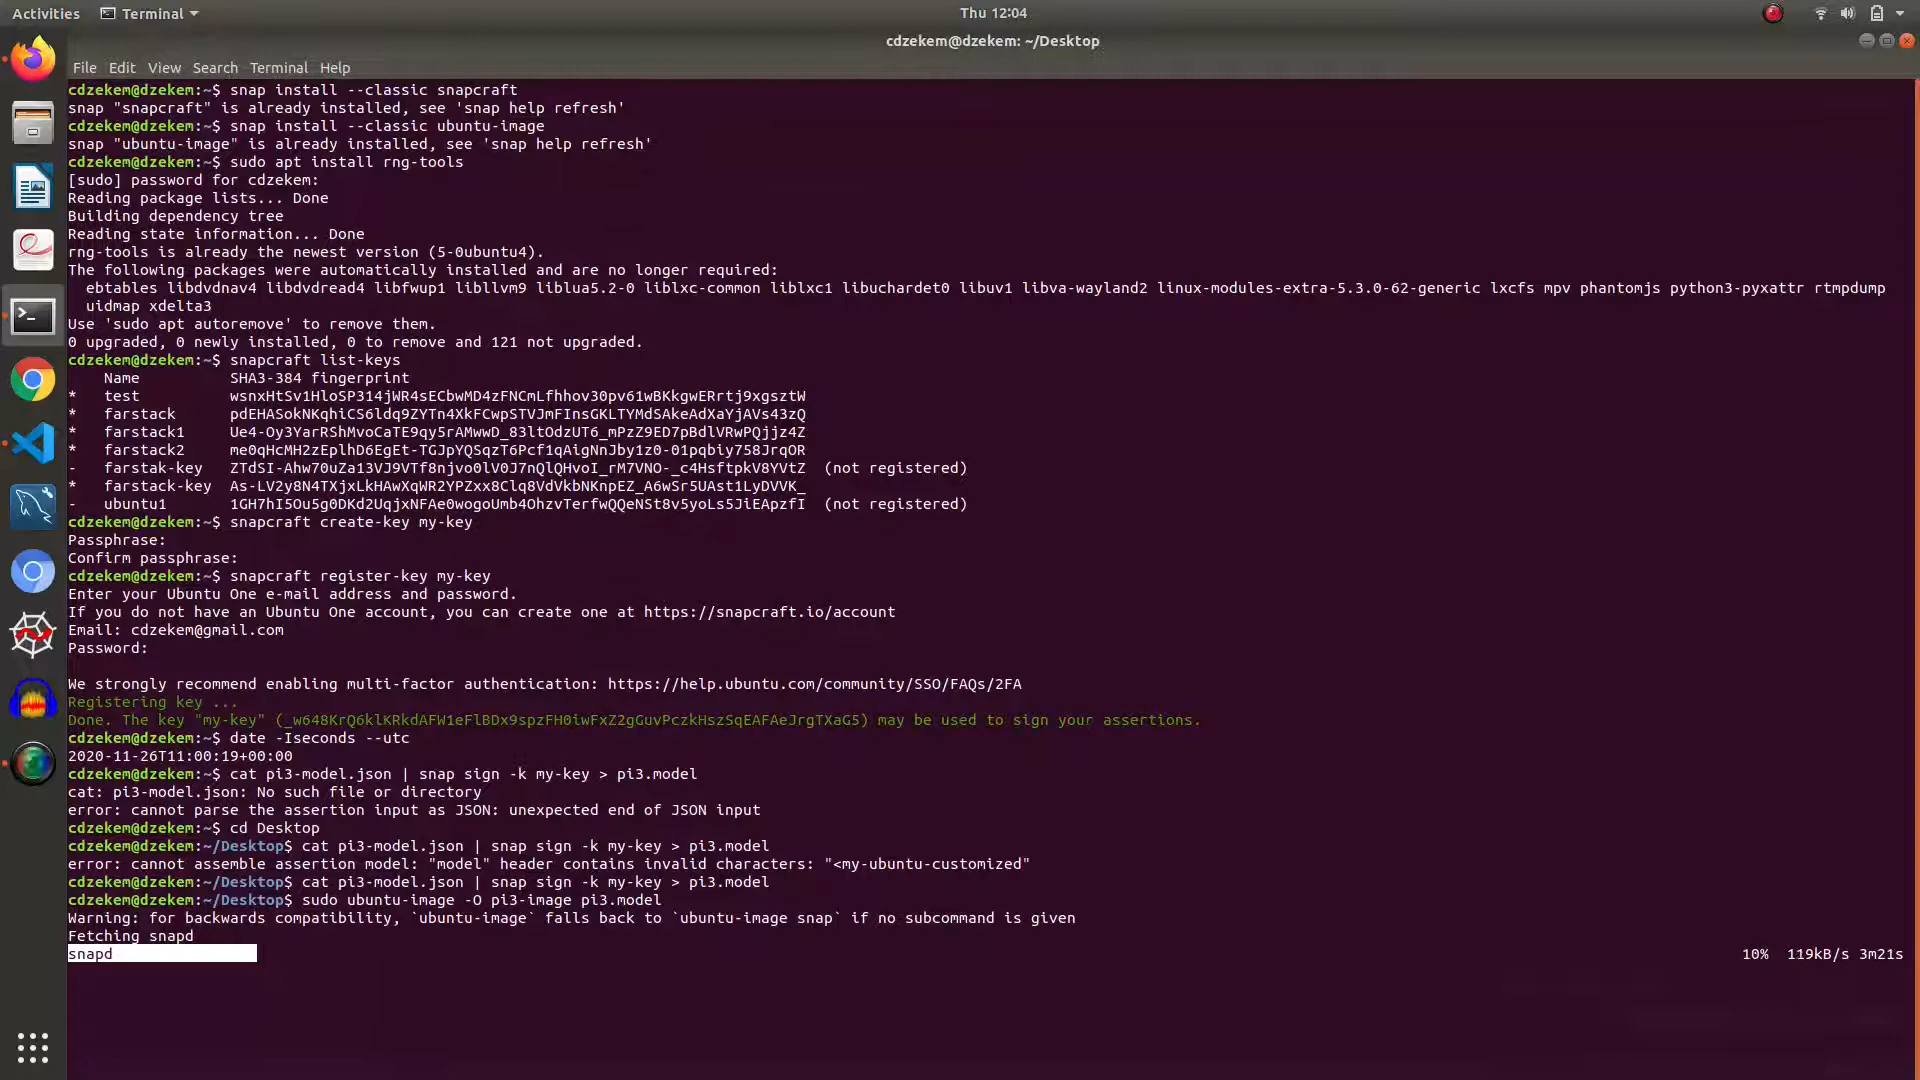 Activities Terminal Thu 12:04
cdzekem@dzekem: ~/Desktop
File Edit View Search Terminal Help
cdzekem@dzekem:~$ snap install --classic snapcraft
snap "snapcraft" is already installed, see 'snap help refresh'
cdzekem@dzekem:~$ snap install --classic ubuntu-image
snap "ubuntu-image" is already installed, see 'snap help refresh'
cdzekem@dzekem:~$ sudo apt install rng-tools
[sudo] password for cdzekem:
Reading package lists... Done
Building dependency tree
Reading state information... Done
rng-tools is already the newest version (5-0ubuntu4).
The following packages were automatically installed and are no longer required:
ebtables libdvdnav4 libdvdread4 libfwup1 libllvm9 liblua5.2-0 liblxc-common liblxc1 libuchardet0 libuv1 libva-wayland2 linux-modules-extra-5.3.0-62-generic lxcfs mpv phantomjs python3-pyxattr rtmpdump
uidmap xdelta3
Use 'sudo apt autoremove' to remove them.
0 upgraded, 0 newly installed, 0 to remove and 121 not upgraded.
cdzekem@dzekem:~$ snapcraft list-keys
Name SHA3-384 fingerprint
* test wsnxHtSv1HloSP314jWR4sECbwMD4zFNCmLfhhov30pv61wBKkgwERrtj9xgsztW
* farstack pdEHASokNKqhiCS6ldq9ZYTn4XkFCwpSTVJmFInsGKLTYMdSAkeAdXaYjAVs43zQ
* farstack1 Ue4-Oy3YarRShMvoCaTE9qy5rAMwwD_83ltOdzUT6_mPzZ9ED7pBdlVRwPQjjz4Z
* farstack2 me0qHcMH2zEplhD6EgEt-TGJpYQSqzT6Pcf1qAigNnJby1z0-01pqbiy758JrqOR
- farstak-key ZTdSI-Ahw70uZa13VJ9VTf8njvo0lV0J7nQlQHvoI_rM7VNO-_c4HsftpkV8YVtZ (not registered)
* farstack-key As-LV2y8N4TXjxLkHAwXqWR2YPZxx8Clq8VdVkbNKnpEZ_A6wSr5UAst1LyDVVK_
- ubuntu1 1GH7hI5Ou5g0DKd2UqjxNFAe0wogoUmb4OhzvTerfwQQeNSt8v5yoLs5JiEApzfI (not registered)
cdzekem@dzekem:~$ snapcraft create-key my-key
Passphrase:
Confirm passphrase:
cdzekem@dzekem:~$ snapcraft register-key my-key
Enter your Ubuntu One e-mail address and password.
If you do not have an Ubuntu One account, you can create one at https://snapcraft.io/account
Email: cdzekem@gmail.com
Password:
We strongly recommend enabling multi-factor authentication: https://help.ubuntu.com/community/SSO/FAQs/2FA
Registering key ...
Done. The key "my-key" (_w648KrQ6klKRkdAFW1eFlBDx9spzFH0iwFxZ2gGuvPczkHszSqEAFAeJrgTXaG5) may be used to sign your assertions.
cdzekem@dzekem:~$ date -Iseconds --utc
2020-11-26T11:00:19+00:00
cdzekem@dzekem:~$ cat pi3-model.json | snap sign -k my-key > pi3.model
cat: pi3-model.json: No such file or directory
error: cannot parse the assertion input as JSON: unexpected end of JSON input
cdzekem@dzekem:~$ cd Desktop
cdzekem@dzekem:~/Desktop$ cat pi3-model.json | snap sign -k my-key > pi3.model
error: cannot assemble assertion model: "model" header contains invalid characters: "<my-ubuntu-customized"
cdzekem@dzekem:~/Desktop$ cat pi3-model.json | snap sign -k my-key > pi3.model
cdzekem@dzekem:~/Desktop$ sudo ubuntu-image -O pi3-image pi3.model
Warning: for backwards compatibility, `ubuntu-image` falls back to `ubuntu-image snap` if no subcommand is given
Fetching snapd
snapd 10% 119kB/s 3m21s